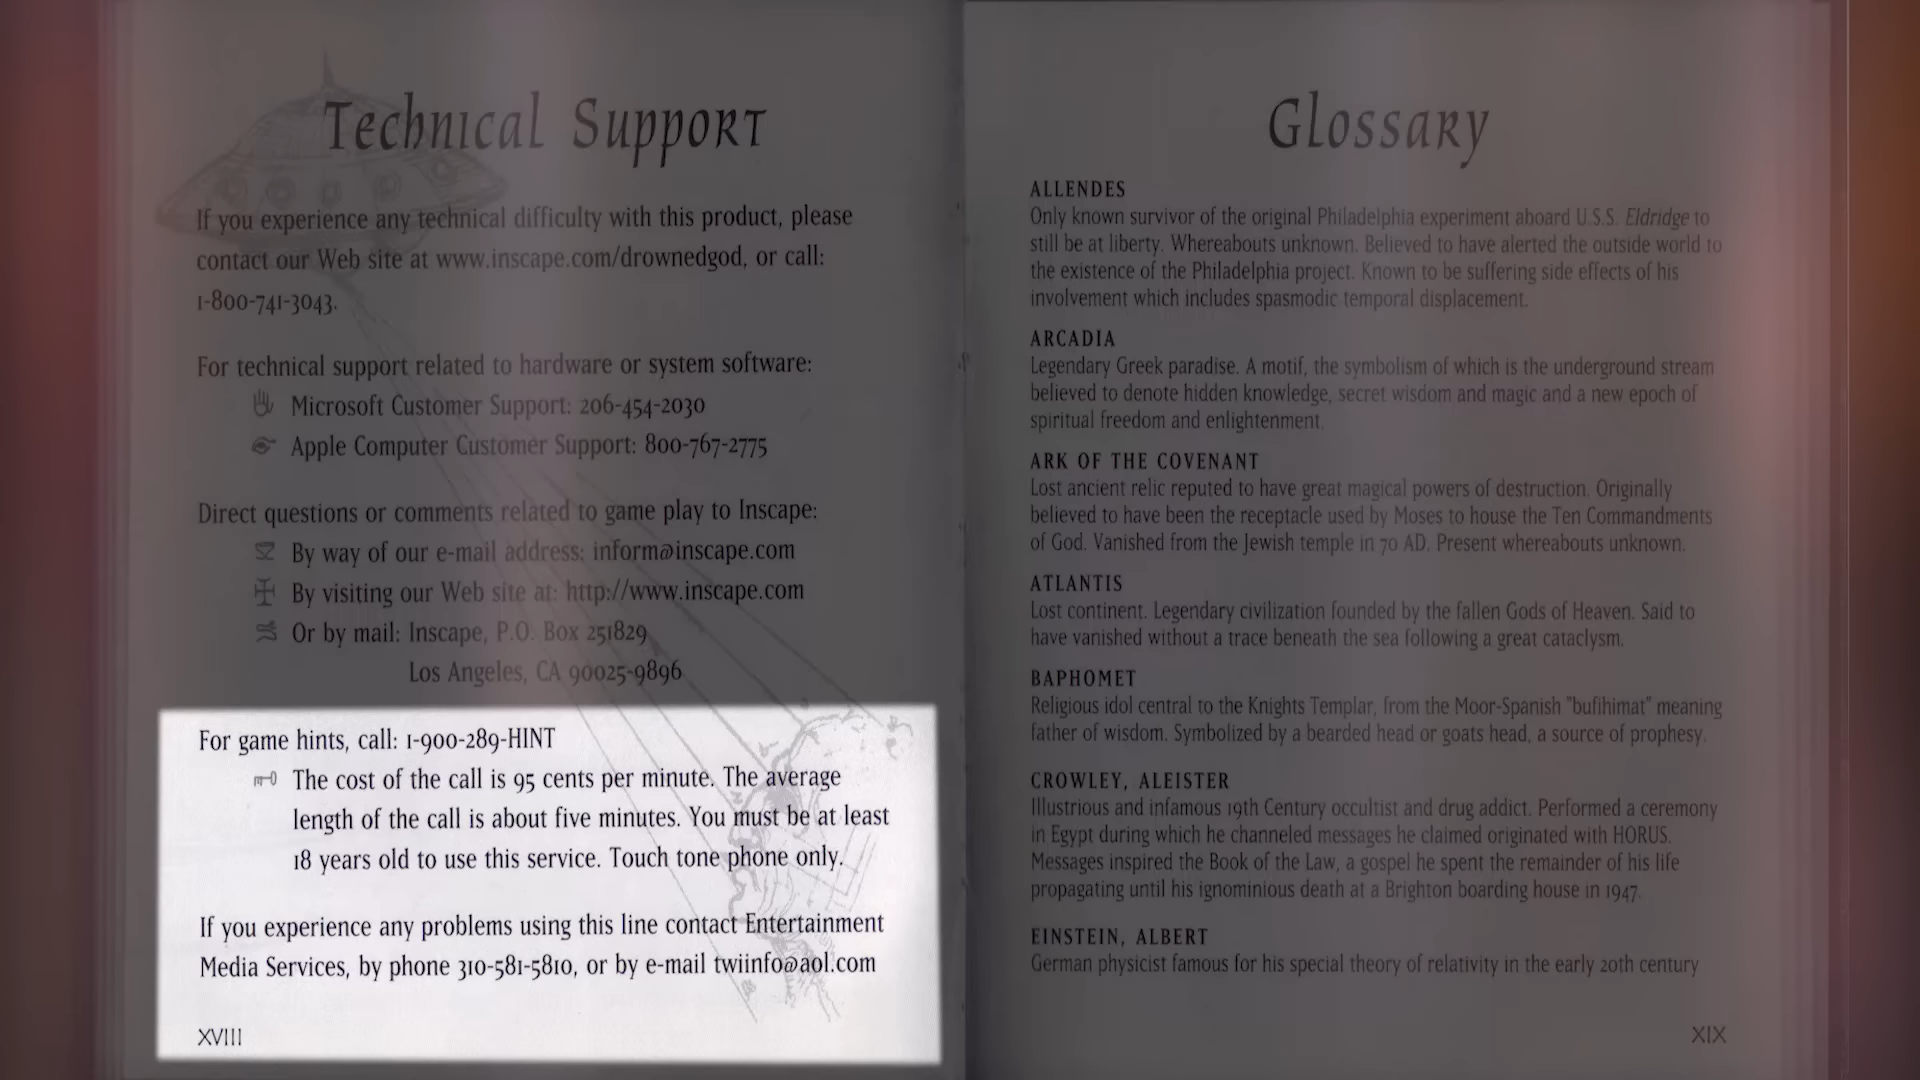 Technical Support
If you experience any technical difficulty with this product, please
contact our Web site at www.inscape.com/drownedgod, or call:
1-800-741-3043.
For technical support related to hardware or system software:
Microsoft Customer Support: 206-454-2030
Apple Computer Customer Support: 800-767-2775
Direct questions or comments related to game play to Inscape:
By way of our e-mail address: inform@inscape.com
By visiting our Web site at: http://www.inscape.com
Or by mail: Inscape, P.O. Box 251829
Los Angeles, CA 90025-9896
For game hints, call: 1-900-289-HINT
The cost of the call is 95 cents per minute. The average
length of the call is about five minutes. You must be at least
18 years old to use this service. Touch tone phone only.
If you experience any problems using this line contact Entertainment
Media Services, by phone 310-581-5810, or by e-mail twiinfo@aol.com
XVIII
Glossary
ALLENDES
Only known survivor of the original Philadelphia experiment aboard U.S.S. Eldridge to
still be at liberty. Whereabouts unknown. Believed to have alerted the outside world to
the existence of the Philadelphia project. Known to be suffering side effects of his
involvement which includes spasmodic temporal displacement.
ARCADIA
Legendary Greek paradise. A motif, the symbolism of which is the underground stream
believed to denote hidden knowledge, secret wisdom and magic and a new epoch of
spiritual freedom and enlightenment.
ARK OF THE COVENANT
Lost ancient relic reputed to have great magical powers of destruction. Originally
believed to have been the receptacle used by Moses to house the Ten Commandments
of God. Vanished from the Jewish temple in 70 AD. Present whereabouts unknown.
ATLANTIS
Lost continent. Legendary civilization founded by the fallen Gods of Heaven. Said to
have vanished without a trace beneath the sea following a great cataclysm.
BAPHOMET
Religious idol central to the Knights Templar, from the Moor-Spanish "bufihimat" meaning
father of wisdom. Symbolized by a bearded head or goats head, a source of prophesy.
CROWLEY, ALEISTER
Illustrious and infamous 19th Century occultist and drug addict. Performed a ceremony
in Egypt during which he channeled messages he claimed originated with HORUS.
Messages inspired the Book of the Law, a gospel he spent the remainder of his life
propagating until his ignominious death at a Brighton boarding house in 1947.
EINSTEIN, ALBERT
German physicist famous for his special theory of relativity in the early 20th century
XIX